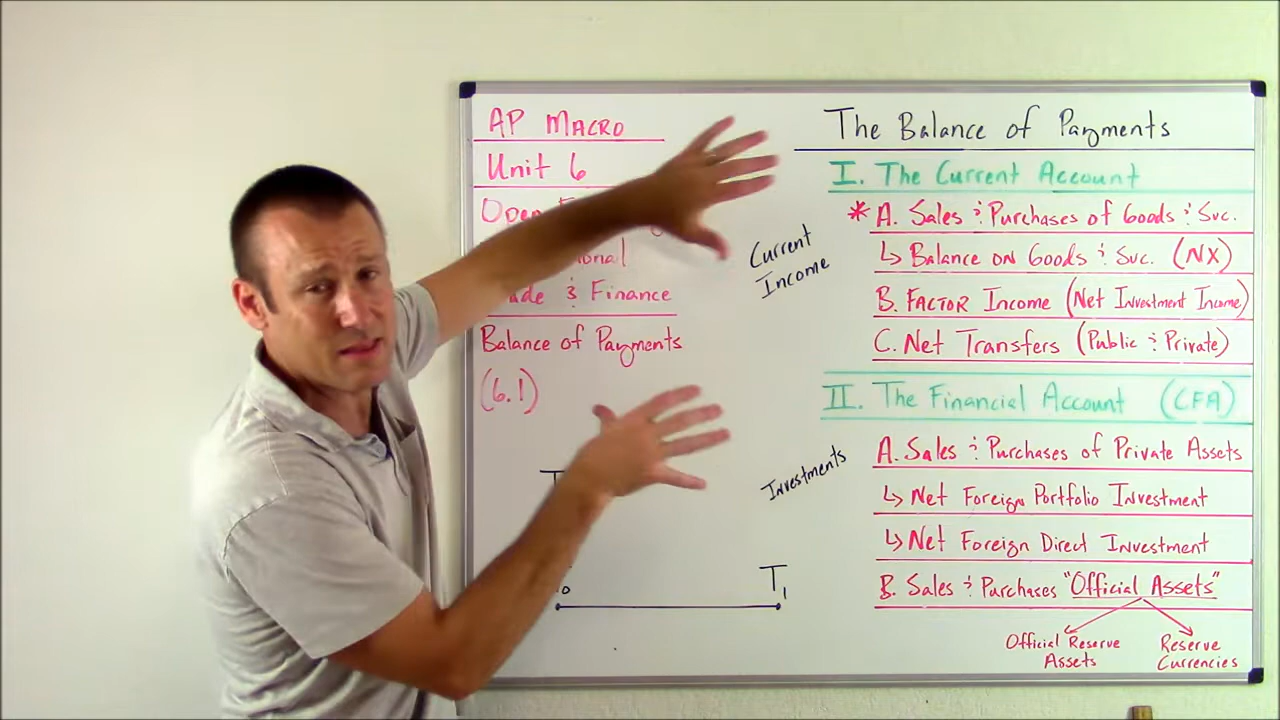 AP MACRO
Unit 6
Finance
Balance of Payments
(6.1)
Current
Income
Investments
T
0
T1
The Balance of Payments
I. The Current Account
* A. Sales & Purchases of Goods & Svc.
↳ Balance on Goods & Svc. (NX)
B. FACTOR Income (Net Investment Income)
C. Net Transfers (Public & Private)
II. The Financial Account (CFA)
A. Sales & Purchases of Private Assets
↳ Net Foreign Portfolio Investment
↳ Net Foreign Direct Investment
B. Sales & Purchases "Official Assets"
Official Reserve
Assets
Reserve
Currencies